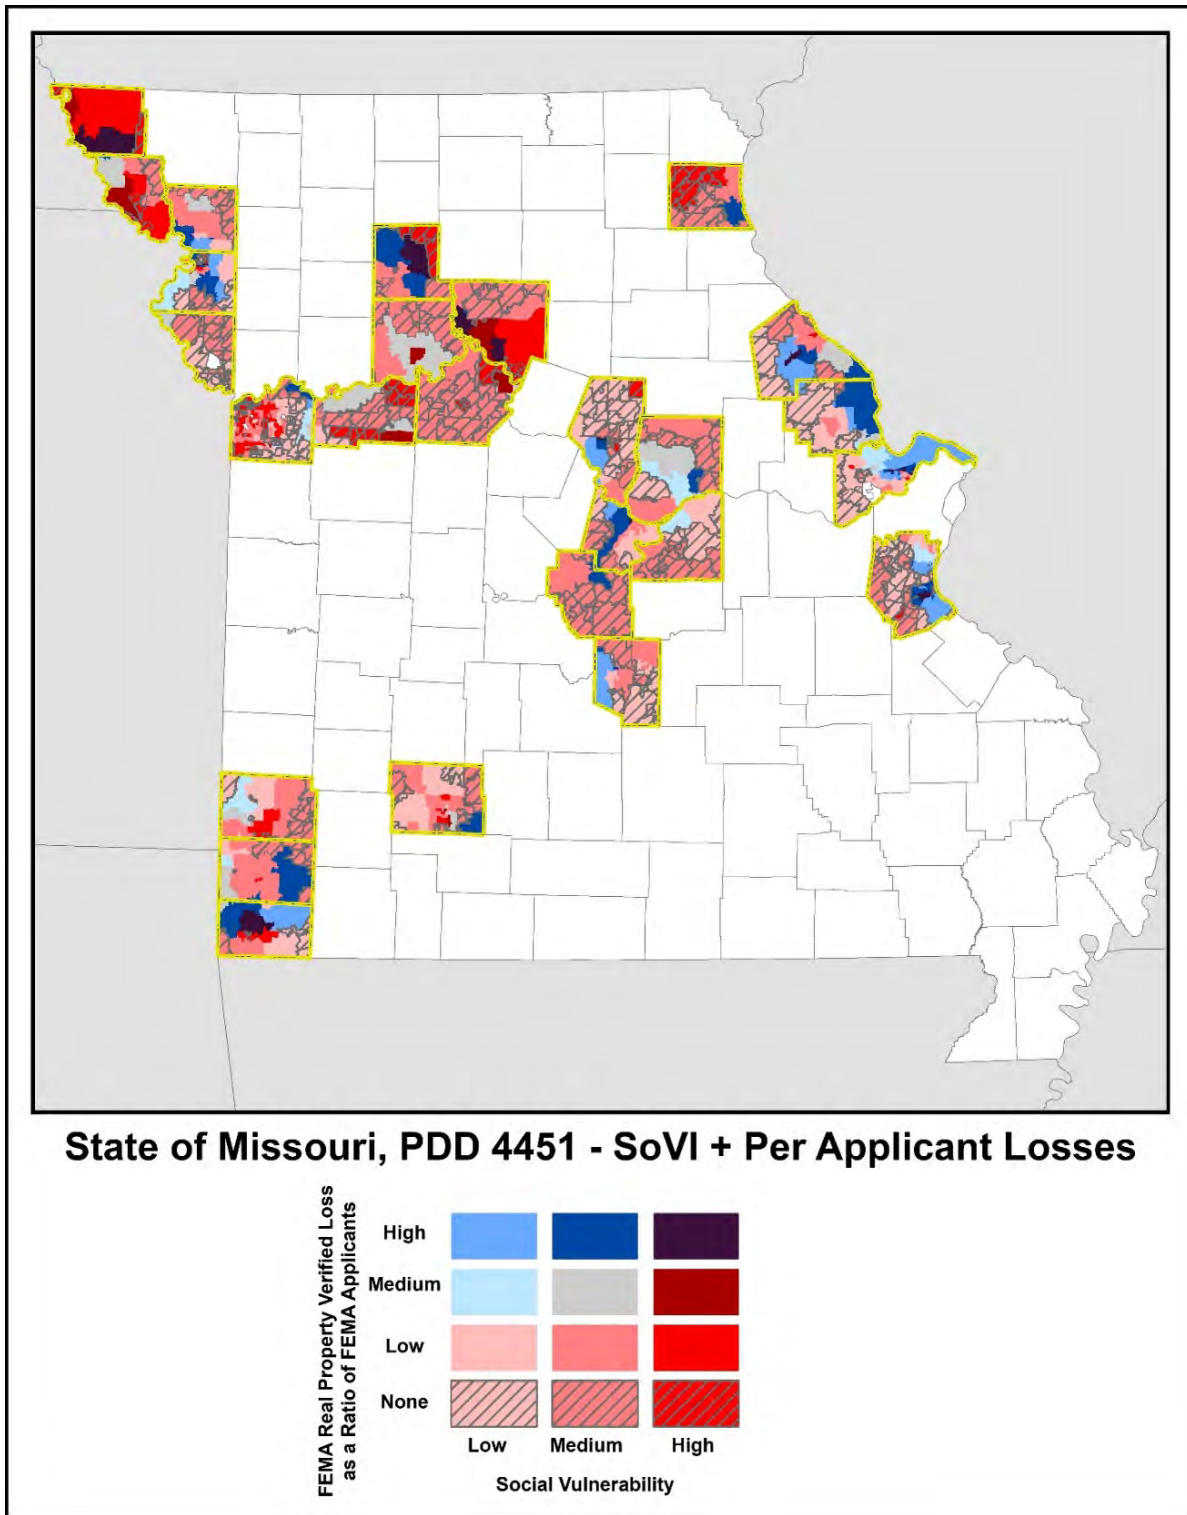 State of Missouri, PDD 4451 - SoVI + Per Applicant Losses
FEMA Real Property Verified Loss
as a Ratio of FEMA Applicants
High
Medium
Low
None
Low
Medium
High
Social Vulnerability